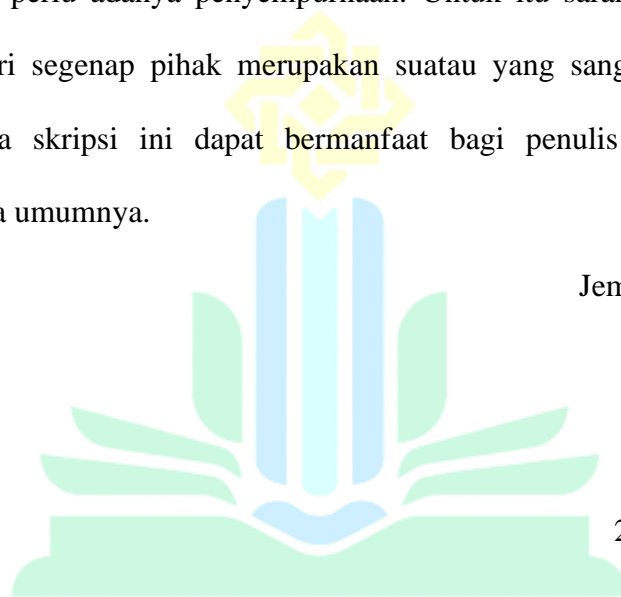 perlu adanya penyempurnaan. Untuk itu saran
ri segenap pihak merupakan suatau yang sang
a skripsi ini dapat bermanfaat bagi penulis
a umumnya.
Jem
2